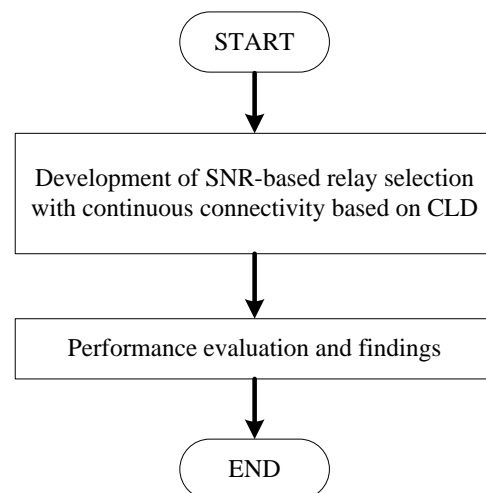 START
Development of SNR-based relay selection
with continuous connectivity based on CLD
Performance evaluation and findings
END